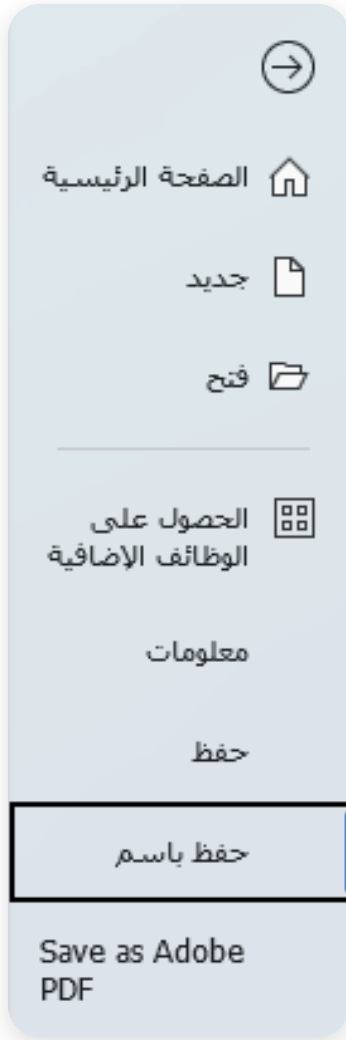 الصفحة الرئيسية
جديد
فتح
الحصول على
الوظائف الإضافية
معلومات
حفظ
حفظ باسم
Save as Adobe
PDF